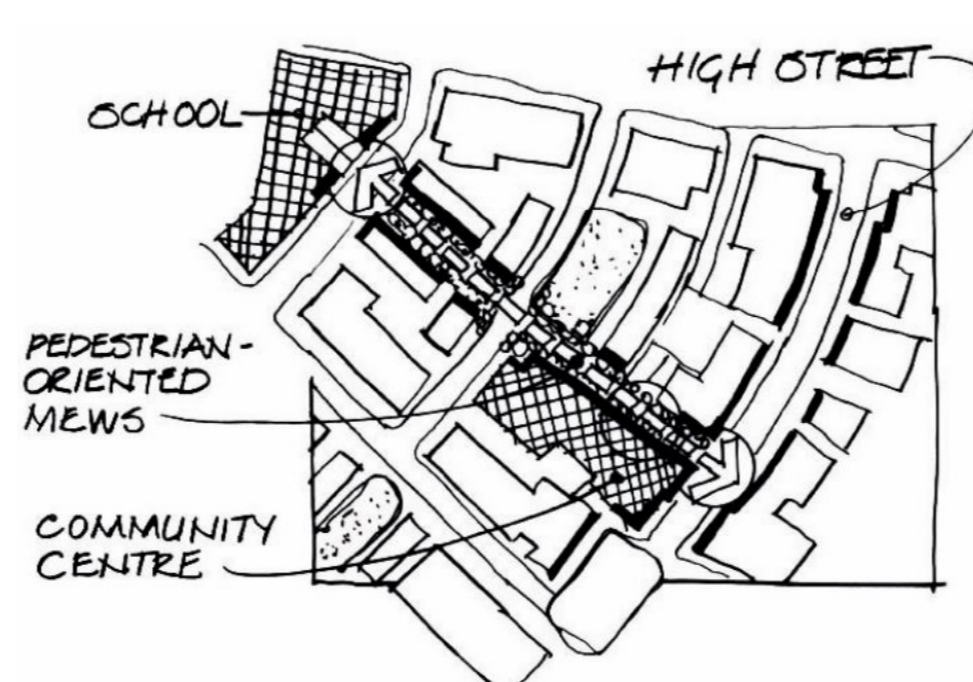 HIGH STREET
SCHOOL
PEDESTRIAN-
ORIENTED
MEWS
COMMUNITY
CENTRE